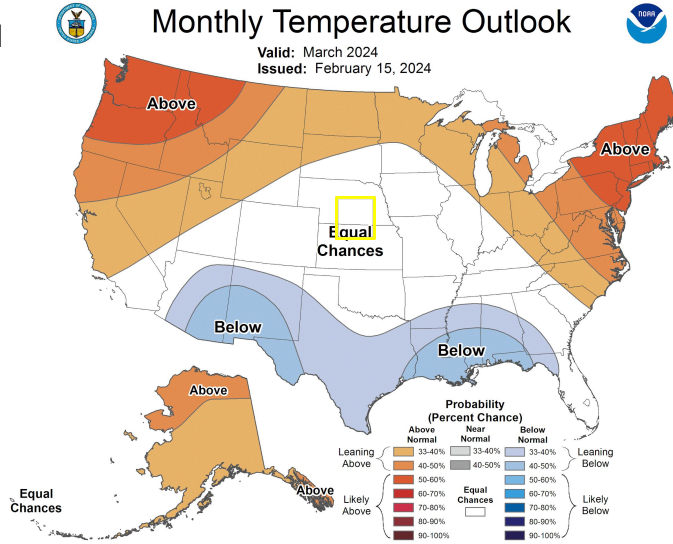 Monthly Temperature Outlook
NOAA
Valid: March 2024
Issued: February 15, 2024
Above
Above
Equal
Chances
Below
Below
Above
Above
Equal
Chances
Probability
(Percent Chance)
Above
Normal
Near
Normal
Below
Normal
Leaning
Above
33-40%
33-40%
33-40%
Leaning
Below
40-50%
40-50%
40-50%
Likely
Above
50-60%
60-70%
70-80%
80-90%
90-100%
Equal
Chances
50-60%
60-70%
70-80%
80-90%
90-100%
Likely
Below